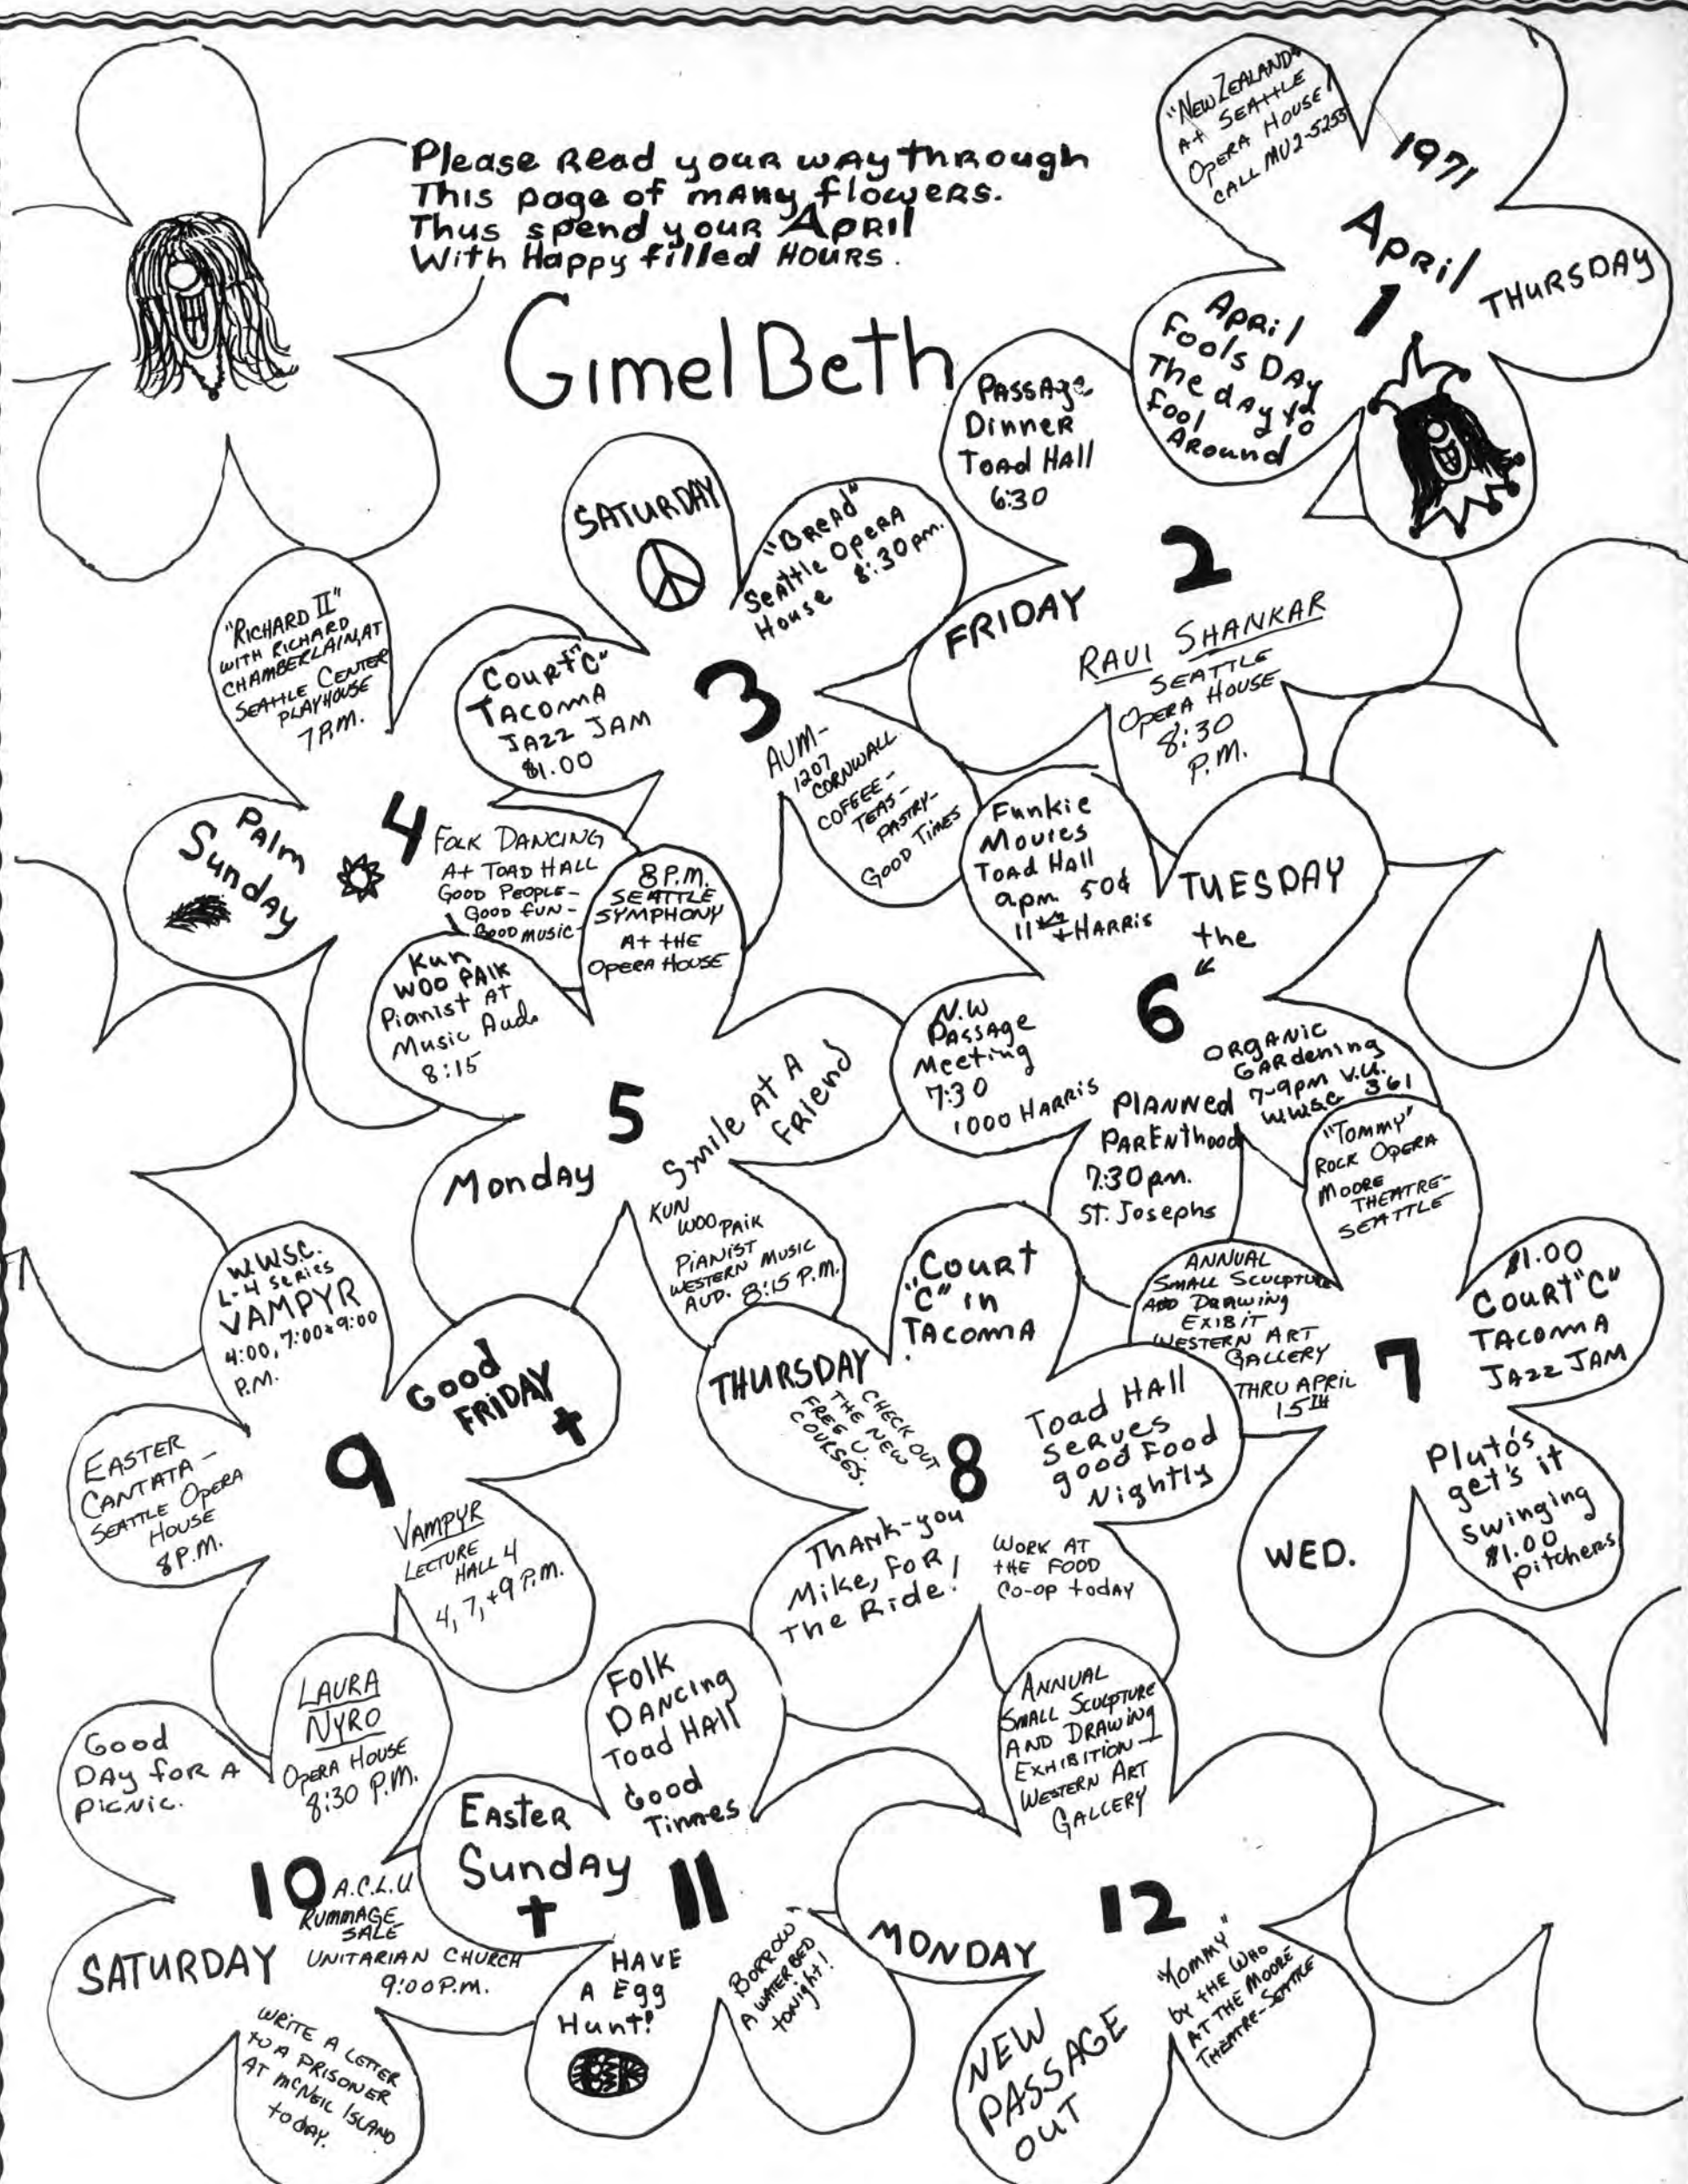 Please Read your way through
This page of many flowers.
Thus spend your April
With Happy filled Hours.
Gimel Beth
"New Zealand"
At Seattle
Opera House!
Call MU2-5255
1971
April
1
Thursday
April
Fools Day
The day to
fool
Around
Passage
Dinner
Toad Hall
6:30
2
Friday
Ravi Shankar
Seattle
Opera House
8:30
P.M.
Saturday
"Bread"
Seattle Opera
House 8:30 pm.
3
Court "C"
Tacoma
Jazz Jam
$1.00
AUM-
1207
Cornwall
Coffee-
Teas-
Pastry-
Good Times
"Richard II"
with Richard
Chamberlain, at
Seattle Center
Playhouse
7 P.M.
4
Palm
Sunday
Folk Dancing
At Toad Hall
Good People-
Good fun-
Good music-
Kun
Woo Paik
Pianist at
Music Aud.
8:15
8 P.M.
Seattle
Symphony
At the
Opera House
5
Monday
Smile at a
Friend
Kun
Woo Paik
Pianist
Western Music
Aud. 8:15 P.M.
Funkie
Movies
Toad Hall
9pm 50¢
11th + Harris
Tuesday
the
6
N.W
Passage
Meeting
7:30
1000 Harris
Organic
Gardening
7-9pm V.U.
W.W.S.C 361
Planned
Parenthood
7:30 pm.
St. Josephs
"Tommy"
Rock Opera
Moore
Theatre-
Seattle
$1.00
Court "C"
Tacoma
Jazz Jam
7
Annual
Small Sculpture
And Drawing
Exibit
Western Art
Gallery
Thru April
15th
Wed.
Pluto's
get's it
swinging
$1.00
pitchers
"Court
"C" in
Tacoma
Thursday
Check out
the new
Free U.
Courses.
8
Toad Hall
serves
good Food
Nightly
Thank-you
Mike, for
the Ride!
Work at
the Food
Co-op today
W.W.S.C.
L-4 Series
Vampyr
4:00, 7:00 & 9:00
P.M.
Good
Friday
9
Easter
Cantata -
Seattle Opera
House
8 P.M.
Vampyr
Lecture
Hall 4
4, 7, + 9 P.M.
Laura
Nyro
Opera House
8:30 P.M.
Good
Day for a
picnic.
10
A.C.L.U
Rummage
Sale
Unitarian Church
9:00 P.M.
Saturday
Write a letter
to a prisoner
at McNeil Island
today.
Folk
Dancing
Toad Hall
Good
Times
Easter
Sunday
11
Have
A Egg
Hunt!
Borrow
a waterbed
tonight!
Annual
Small Sculpture
And Drawing
Exhibition-
Western Art
Gallery
12
Monday
"Tommy"
by the Who
at the Moore
Theatre-Seattle
New
Passage
Out